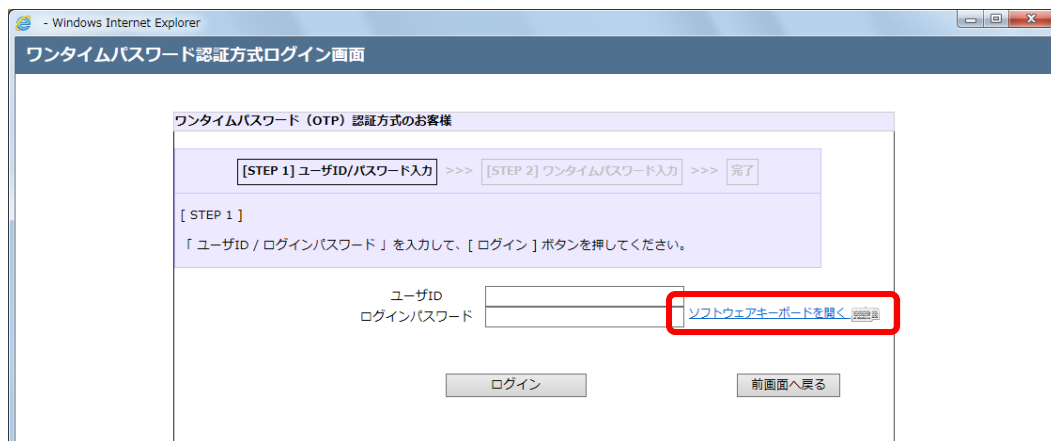 - Windows Internet Explorer
ワンタイムパスワード認証方式ログイン画面
ワンタイムパスワード（OTP）認証方式のお客様
[STEP 1] ユーザID/パスワード入力 >>> [STEP 2] ワンタイムパスワード入力 >>> 完了
[ STEP 1 ]
「 ユーザID / ログインパスワード 」を入力して、[ ログイン ] ボタンを押してください。
ユーザID
ログインパスワード ソフトウェアキーボードを開く
ログイン 前画面へ戻る